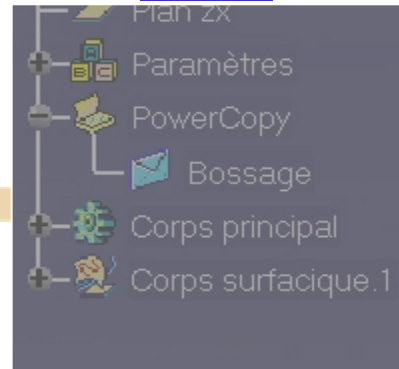 Plan zx
Paramètres
A
B C
PowerCopy
Bossage
Corps principal
Corps surfacique.1